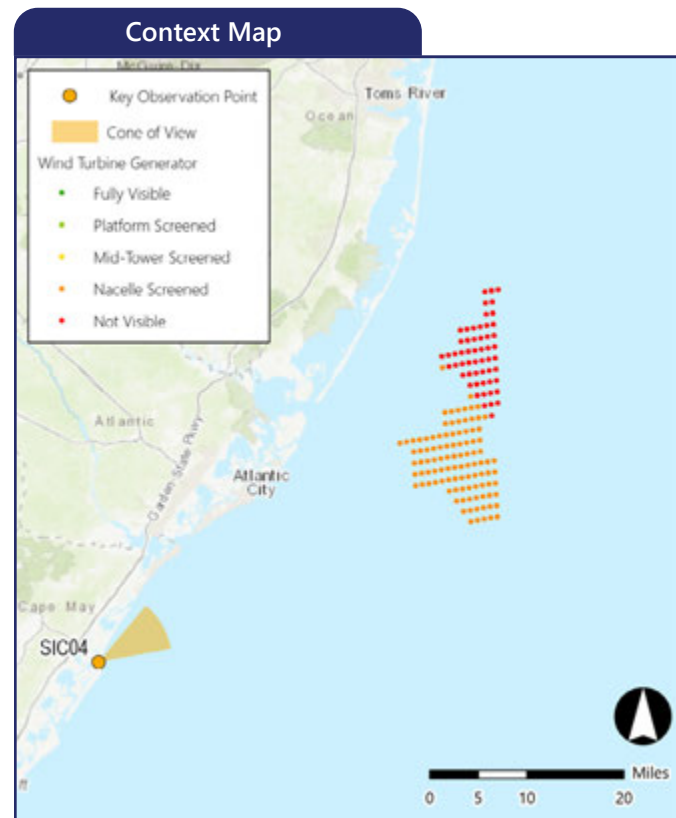 Context Map
McGuire-Dix
Key Observation Point
Cone of View
Wind Turbine Generator
Fully Visible
Platform Screened
Mid-Tower Screened
Nacelle Screened
Not Visible
Toms River
Ocean
Atlantic
Garden State Pkwy
Atlantic
City
Cape May
SIC04
Miles
0 5 10 20